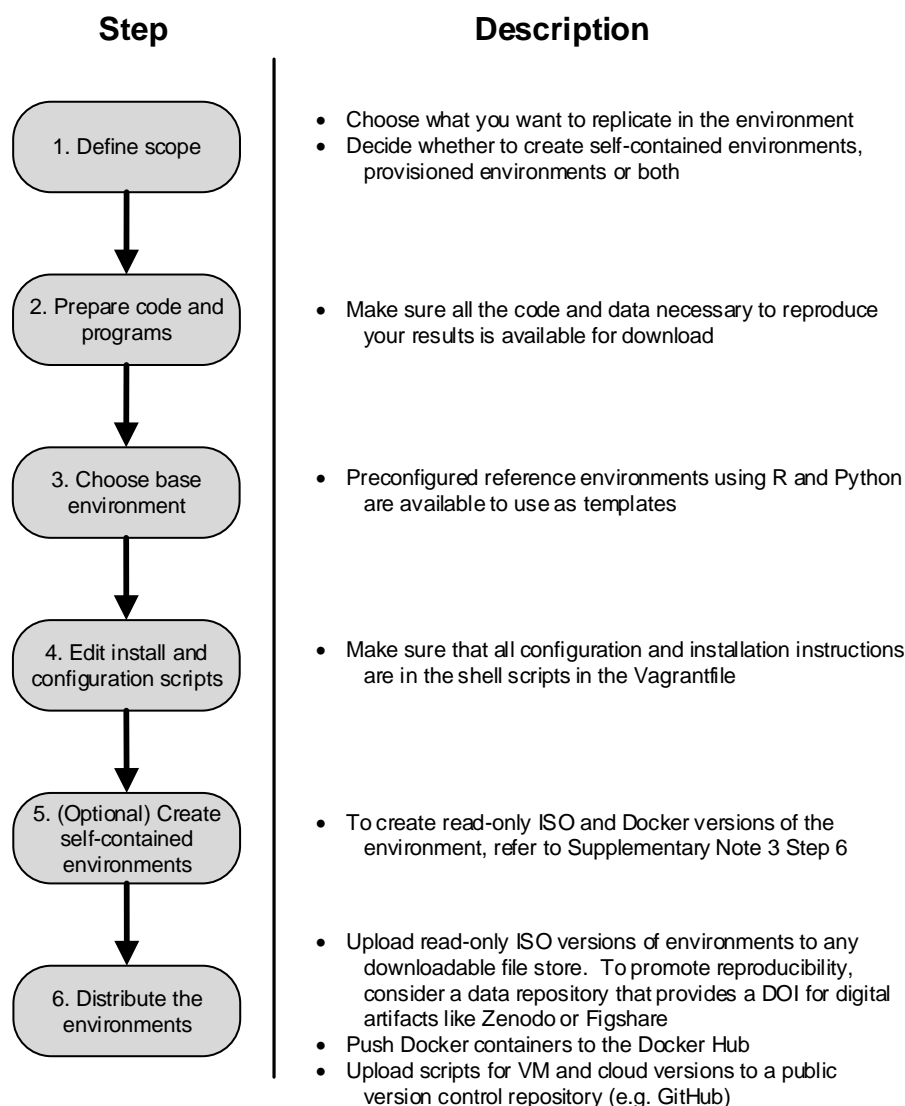 Step
Description
1. Define scope
• Choose what you want to replicate in the environment
• Decide whether to create self-contained environments,
provisioned environments or both
2. Prepare code and
programs
• Make sure all the code and data necessary to reproduce
your results is available for download
3. Choose base
environment
• Preconfigured reference environments using R and Python
are available to use as templates
4. Edit install and
configuration scripts
• Make sure that all configuration and installation instructions
are in the shell scripts in the Vagrantfile
5. (Optional) Create
self-contained
environments
• To create read-only ISO and Docker versions of the
environment, refer to Supplementary Note 3 Step 6
6. Distribute the
environments
• Upload read-only ISO versions of environments to any
downloadable file store. To promote reproducibility,
consider a data repository that provides a DOI for digital
artifacts like Zenodo or Figshare
• Push Docker containers to the Docker Hub
• Upload scripts for VM and cloud versions to a public
version control repository (e.g. GitHub)